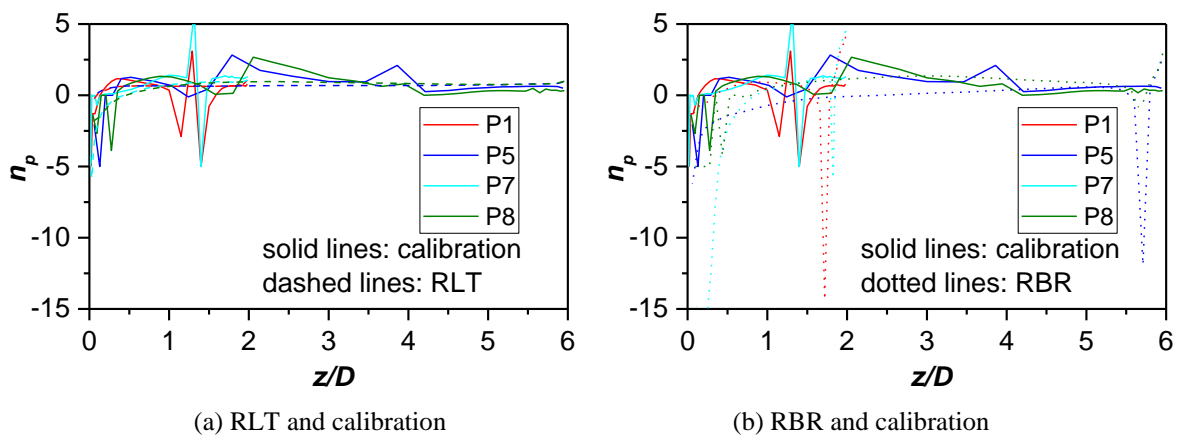 5
0
-5
-10
-15
n_p
0 1 2 3 4 5 6
z/D
P1
P5
P7
P8
solid lines: calibration
dashed lines: RLT
(a) RLT and calibration
5
0
-5
-10
-15
n_p
0 1 2 3 4 5 6
z/D
P1
P5
P7
P8
solid lines: calibration
dotted lines: RBR
(b) RBR and calibration